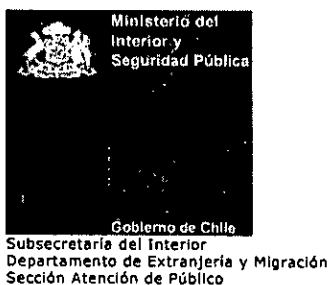 Ministerio del
Interior y
Seguridad Pública
Gobierno de Chile
Subsecretaría del Interior
Departamento de Extranjería y Migración
Sección Atención de Público